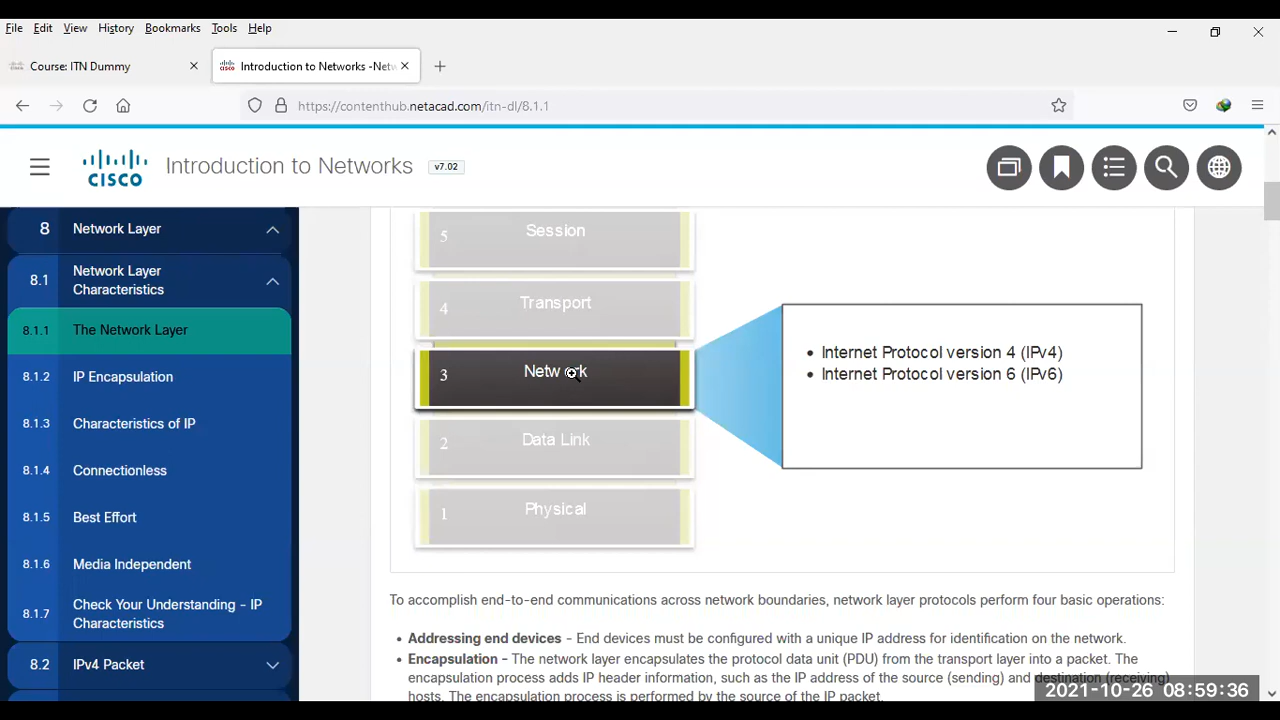 File Edit View History Bookmarks Tools Help
Course: ITN Dummy
Introduction to Networks -Netw
https://contenthub.netacad.com/itn-dl/8.1.1
CISCO
Introduction to Networks
v7.02
8 Network Layer
8.1 Network Layer
Characteristics
8.1.1 The Network Layer
8.1.2 IP Encapsulation
8.1.3 Characteristics of IP
8.1.4 Connectionless
8.1.5 Best Effort
8.1.6 Media Independent
8.1.7 Check Your Understanding - IP
Characteristics
8.2 IPv4 Packet
5 Session
4 Transport
3 Network
2 Data Link
1 Physical
• Internet Protocol version 4 (IPv4)
• Internet Protocol version 6 (IPv6)
To accomplish end-to-end communications across network boundaries, network layer protocols perform four basic operations:
• Addressing end devices - End devices must be configured with a unique IP address for identification on the network.
• Encapsulation - The network layer encapsulates the protocol data unit (PDU) from the transport layer into a packet. The
encapsulation process adds IP header information, such as the IP address of the source (sending) and destination (receiving)
hosts. The encapsulation process is performed by the source of the IP packet.
2021-10-26 08:59:36